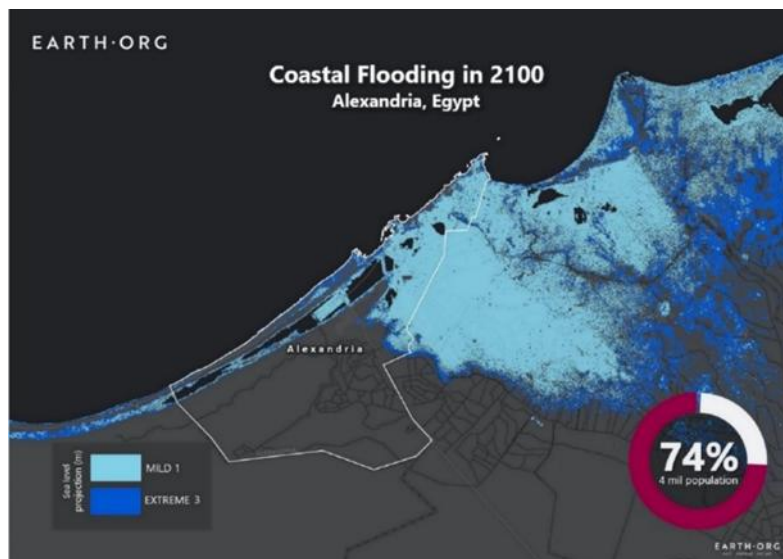 EARTH·ORG
Coastal Flooding in 2100
Alexandria, Egypt
Alexandria
Sea level
projection (m)
MILD 1
EXTREME 3
74%
4 mil population
EARTH·ORG